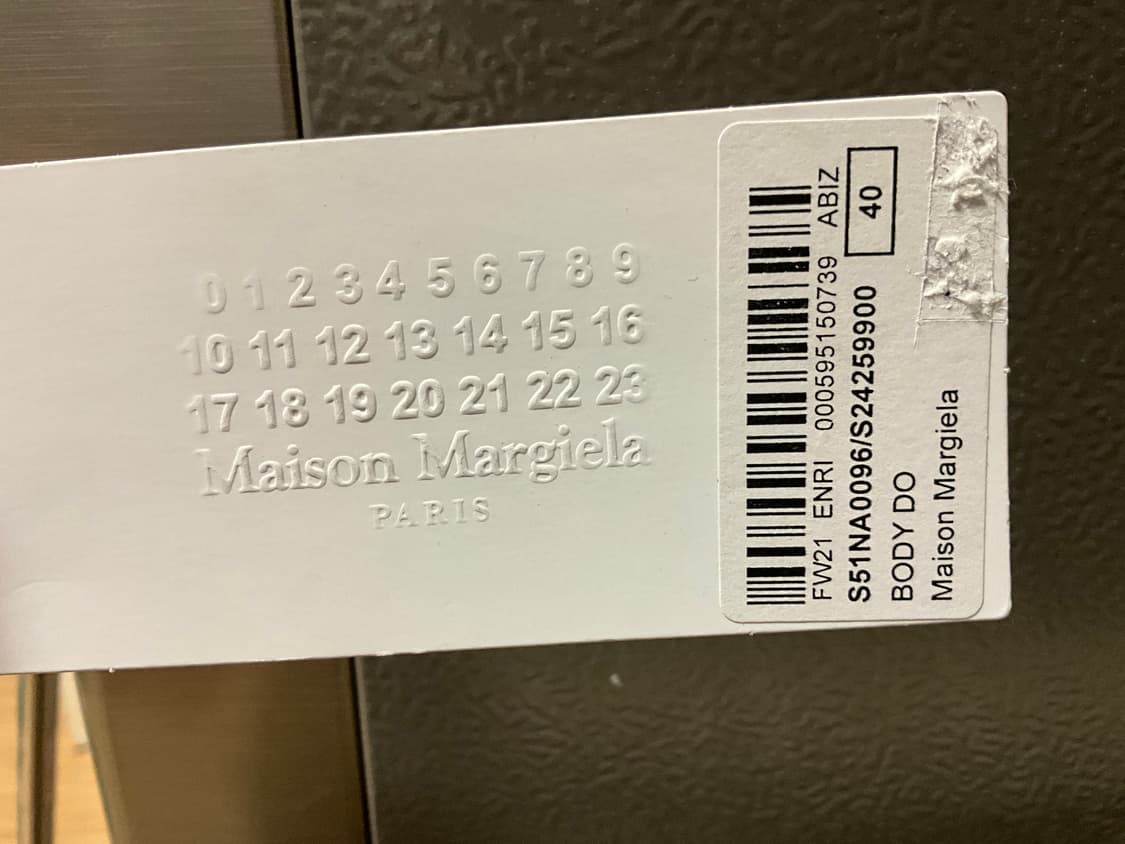 0 1 2 3 4 5 6 7 8 9
10 11 12 13 14 15 16
17 18 19 20 21 22 23
Maison Margiela
PARIS
FW21 ENRI 000595150739 ABIZ
S51NA0096/S24259900 40
BODY DO
Maison Margiela